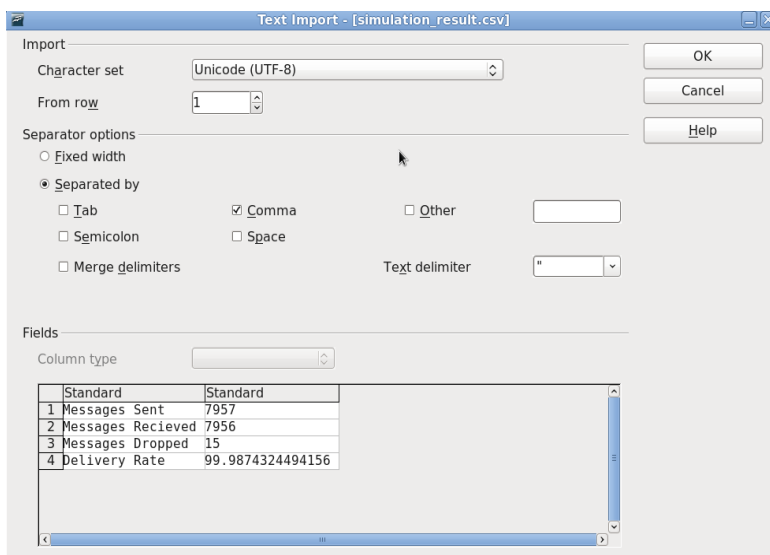 Text Import - [simulation_result.csv]
Import
OK
Character set Unicode (UTF-8)
Cancel
From row 1
Help
Separator options
Fixed width
Separated by
Tab Comma Other
Semicolon Space
Merge delimiters Text delimiter "
Fields
Column type
Standard Standard
1 Messages Sent 7957
2 Messages Recieved 7956
3 Messages Dropped 15
4 Delivery Rate 99.9874324494156